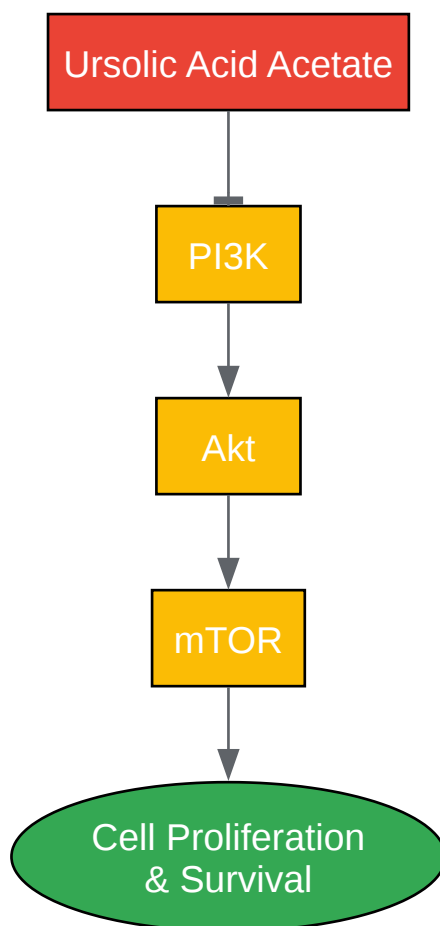 Ursolic Acid Acetate
PI3K
Akt
mTOR
Cell Proliferation
& Survival